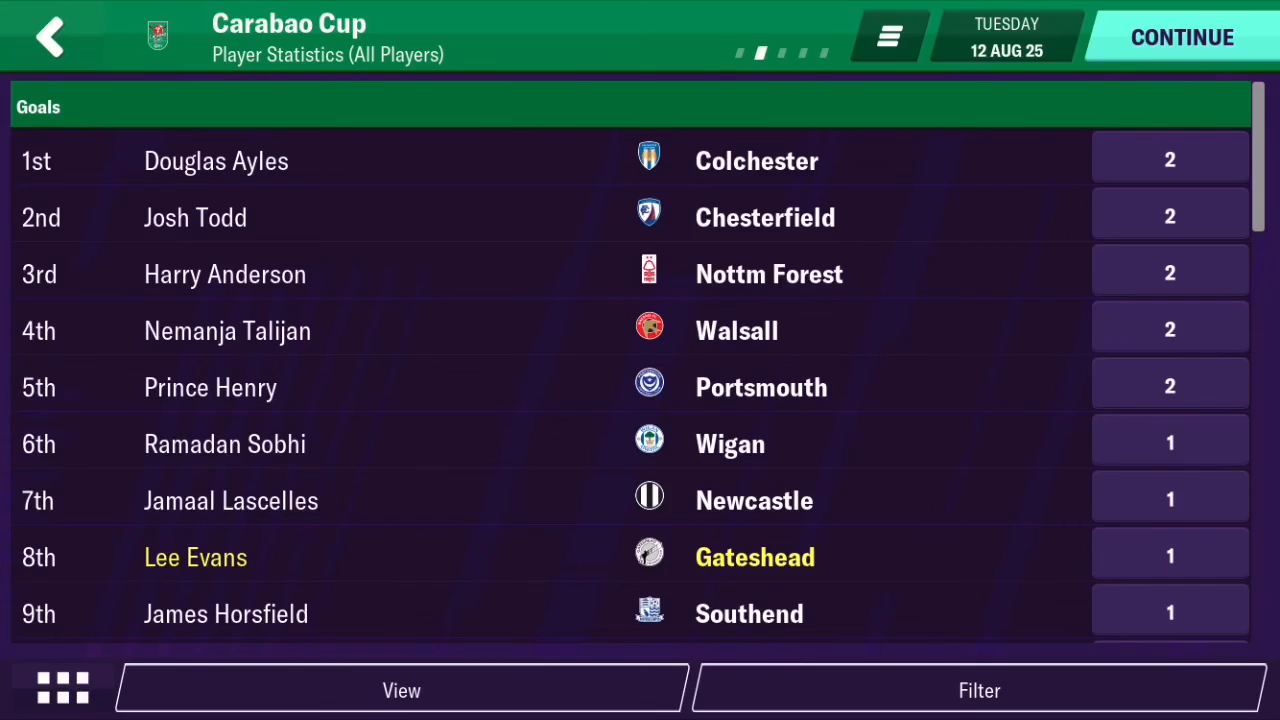 Carabao Cup
Player Statistics (All Players)
TUESDAY
12 AUG 25
CONTINUE
Goals
1st Douglas Ayles Colchester 2
2nd Josh Todd Chesterfield 2
3rd Harry Anderson Nottm Forest 2
4th Nemanja Talijan Walsall 2
5th Prince Henry Portsmouth 2
6th Ramadan Sobhi Wigan 1
7th Jamaal Lascelles Newcastle 1
8th Lee Evans Gateshead 1
9th James Horsfield Southend 1
View Filter